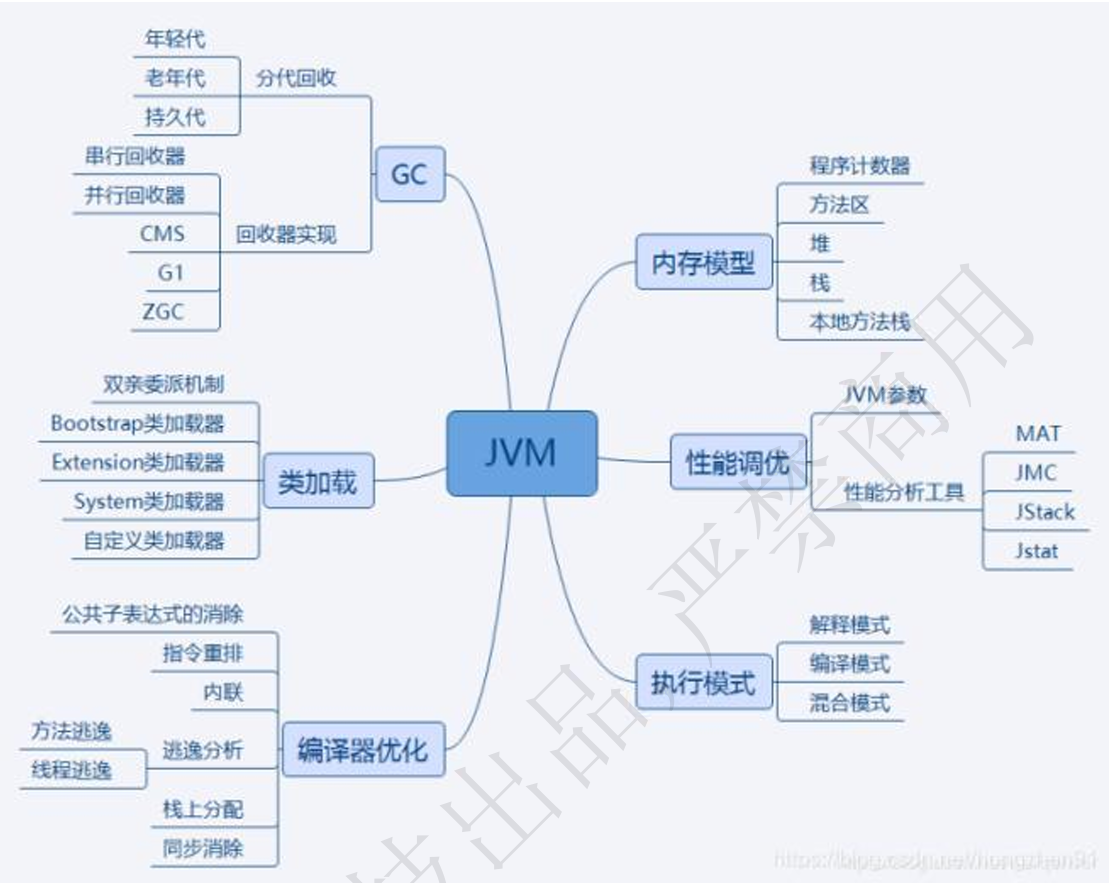 年轻代
老年代
持久代
分代回收
串行回收器
并行回收器
CMS
G1
ZGC
回收器实现
GC
双亲委派机制
Bootstrap类加载器
Extension类加载器
System类加载器
自定义类加载器
类加载
公共子表达式的消除
指令重排
内联
方法逃逸
线程逃逸
逃逸分析
栈上分配
同步消除
编译器优化
JVM
内存模型
程序计数器
方法区
堆
栈
本地方法栈
性能调优
JVM参数
性能分析工具
MAT
JMC
JStack
Jstat
执行模式
解释模式
编译模式
混合模式
技出品 严禁商用
https://blog.csdn.net/hongzhen91